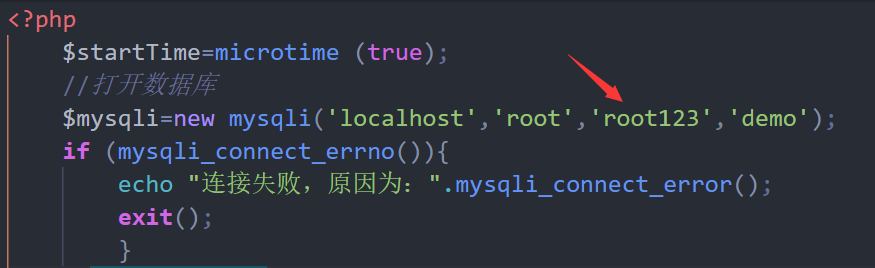 <?php
$startTime=microtime (true);
//打开数据库
$mysqli=new mysqli('localhost','root','root123','demo');
if (mysqli_connect_errno()){
echo "连接失败，原因为：".mysqli_connect_error();
exit();
}